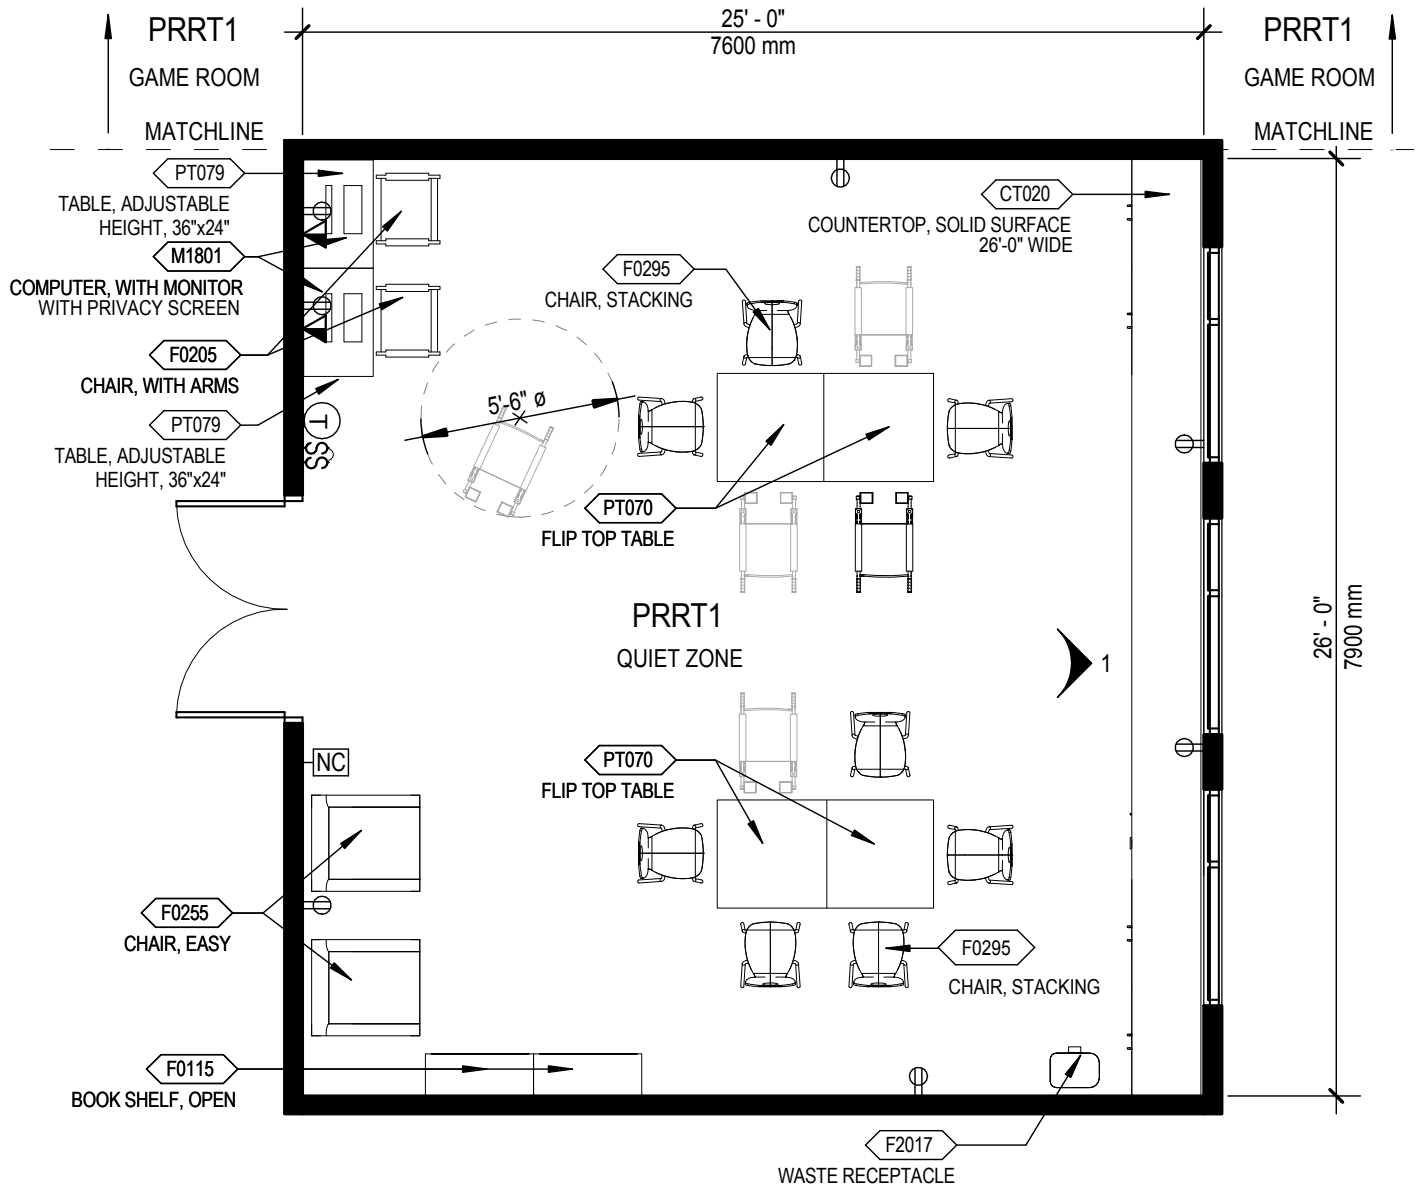 PRRT1
GAME ROOM
MATCHLINE
25' - 0"
7600 mm
PRRT1
GAME ROOM
MATCHLINE
PT079
TABLE, ADJUSTABLE
HEIGHT, 36"x24"
M1801
COMPUTER, WITH MONITOR
WITH PRIVACY SCREEN
F0205
CHAIR, WITH ARMS
PT079
TABLE, ADJUSTABLE
HEIGHT, 36"x24"
T
SS
CT020
COUNTERTOP, SOLID SURFACE
26'-0" WIDE
F0295
CHAIR, STACKING
5'-6" ø
PT070
FLIP TOP TABLE
PRRT1
QUIET ZONE
1
26' - 0"
7900 mm
NC
PT070
FLIP TOP TABLE
F0255
CHAIR, EASY
F0295
CHAIR, STACKING
F0115
BOOK SHELF, OPEN
F2017
WASTE RECEPTACLE